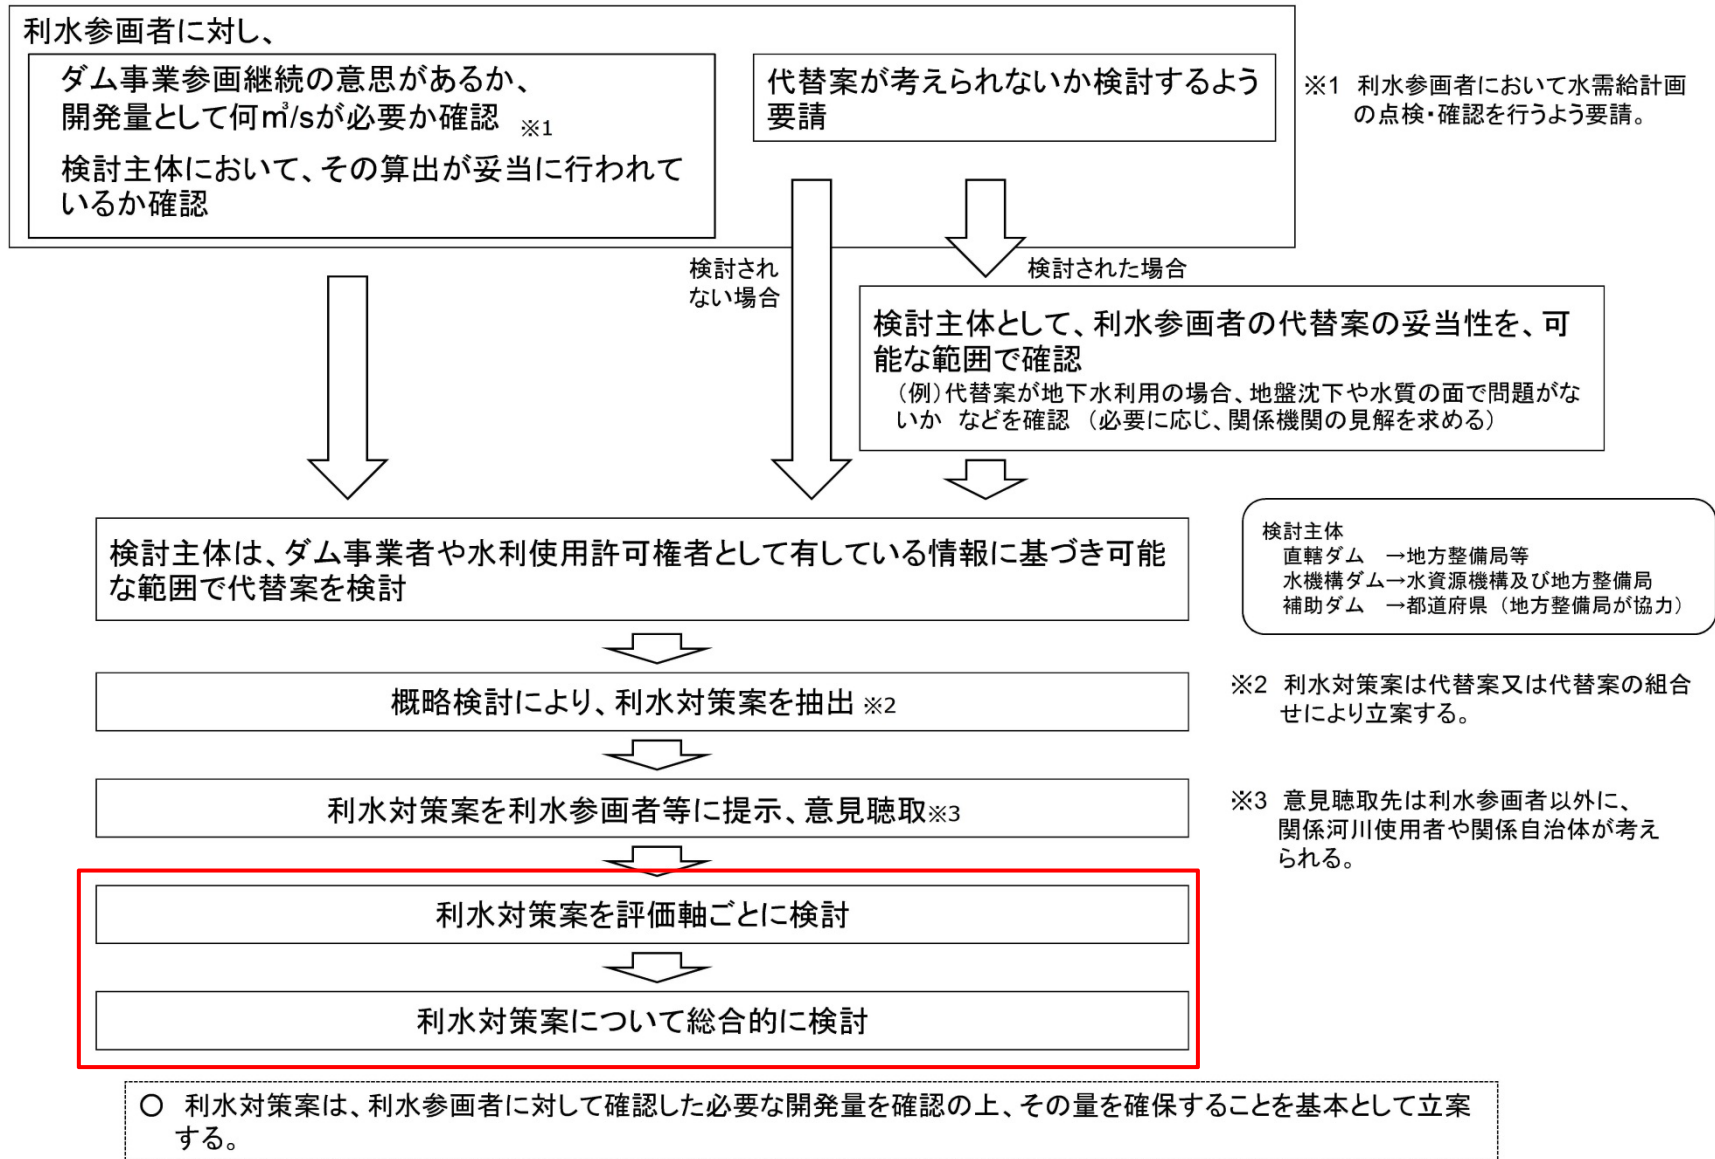 利水参画者に対し、
ダム事業参画継続の意思があるか、
開発量として何㎥/sが必要か確認 ※1
検討主体において、その算出が妥当に行われて
いるか確認
代替案が考えられないか検討するよう
要請
※1 利水参画者において水需給計画
の点検・確認を行うよう要請。
検討され
ない場合
検討された場合
検討主体として、利水参画者の代替案の妥当性を、可
能な範囲で確認
（例）代替案が地下水利用の場合、地盤沈下や水質の面で問題がな
いか などを確認 （必要に応じ、関係機関の見解を求める）
検討主体は、ダム事業者や水利使用許可権者として有している情報に基づき可能
な範囲で代替案を検討
検討主体
直轄ダム →地方整備局等
水機構ダム→水資源機構及び地方整備局
補助ダム →都道府県（地方整備局が協力）
概略検討により、利水対策案を抽出 ※2
※2 利水対策案は代替案又は代替案の組合
せにより立案する。
利水対策案を利水参画者等に提示、意見聴取※3
※3 意見聴取先は利水参画者以外に、
関係河川使用者や関係自治体が考え
られる。
利水対策案を評価軸ごとに検討
利水対策案について総合的に検討
○ 利水対策案は、利水参画者に対して確認した必要な開発量を確認の上、その量を確保することを基本として立案
する。